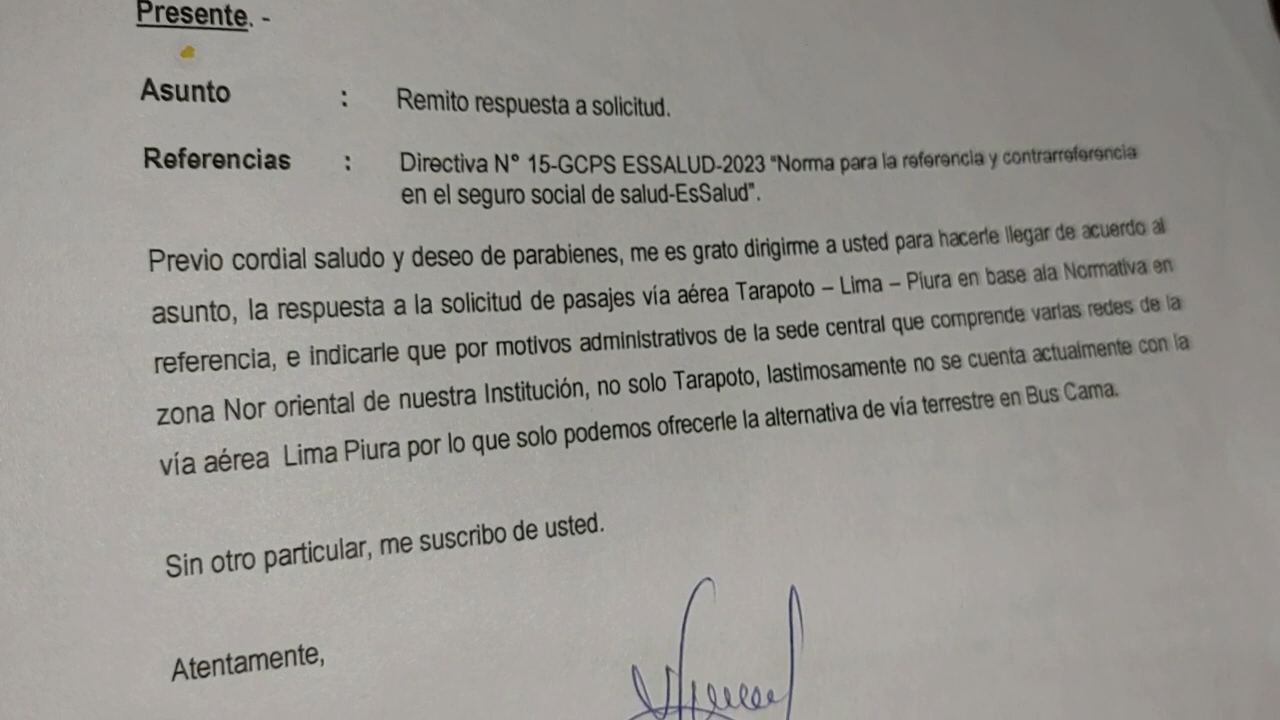 Presente. -
Asunto : Remito respuesta a solicitud.
Referencias : Directiva N° 15-GCPS ESSALUD-2023 "Norma para la referencia y contrarreferencia
en el seguro social de salud-EsSalud".
Previo cordial saludo y deseo de parabienes, me es grato dirigirme a usted para hacerle llegar de acuerdo al
asunto, la respuesta a la solicitud de pasajes vía aérea Tarapoto – Lima – Piura en base ala Normativa en
referencia, e indicarle que por motivos administrativos de la sede central que comprende varias redes de la
zona Nor oriental de nuestra Institución, no solo Tarapoto, lastimosamente no se cuenta actualmente con la
vía aérea Lima Piura por lo que solo podemos ofrecerle la alternativa de vía terrestre en Bus Cama.
Sin otro particular, me suscribo de usted.
Atentamente,